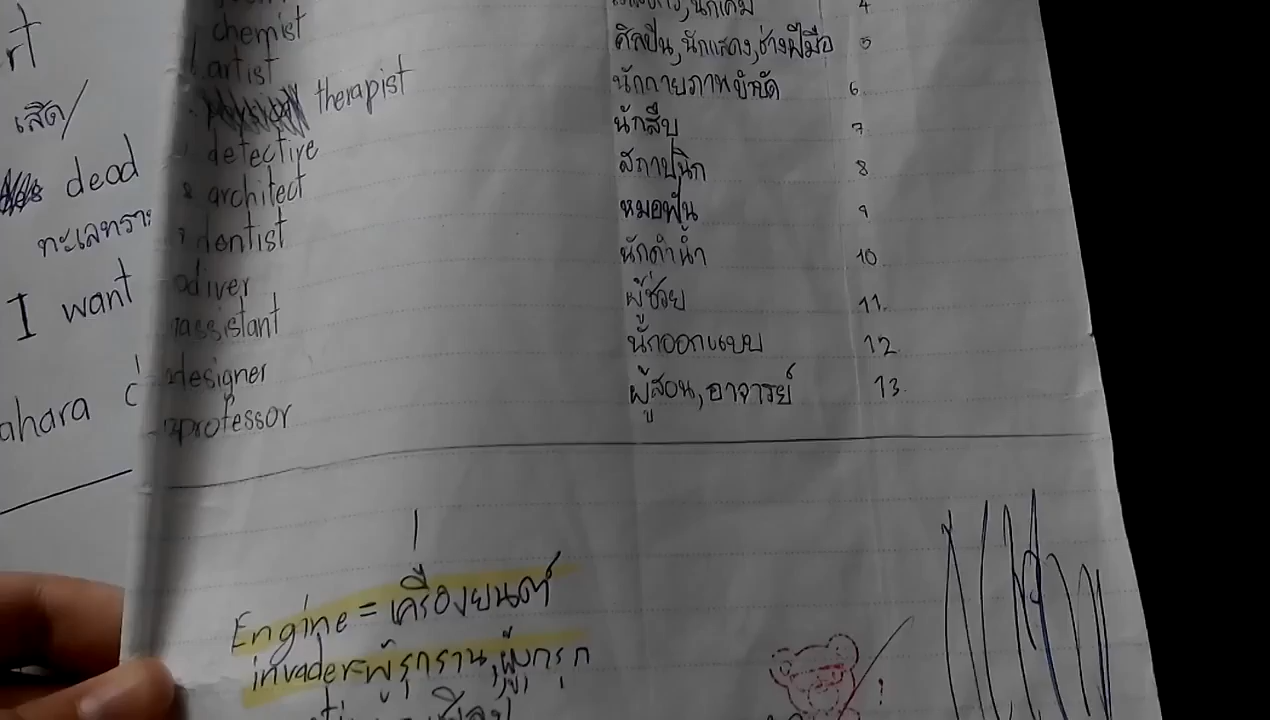 rt
เสิด/
dead
ทะเลทราย
I want
ahara
chemist
artist ศิลปิน,นักแสดง,ช่างฝีมือ 5
therapist นักกายภาพบำบัด 6
detective นักสืบ 7
8 architect สถาปนิก 8
9 dentist หมอฟัน 9
diver นักดำน้ำ 10
assistant ผู้ช่วย 11.
designer นักออกแบบ 12
professor ผู้สอน,อาจารย์ 13.
Engine = เครื่องยนต์
invader=ผู้รุกราน,ผู้บุกรุก